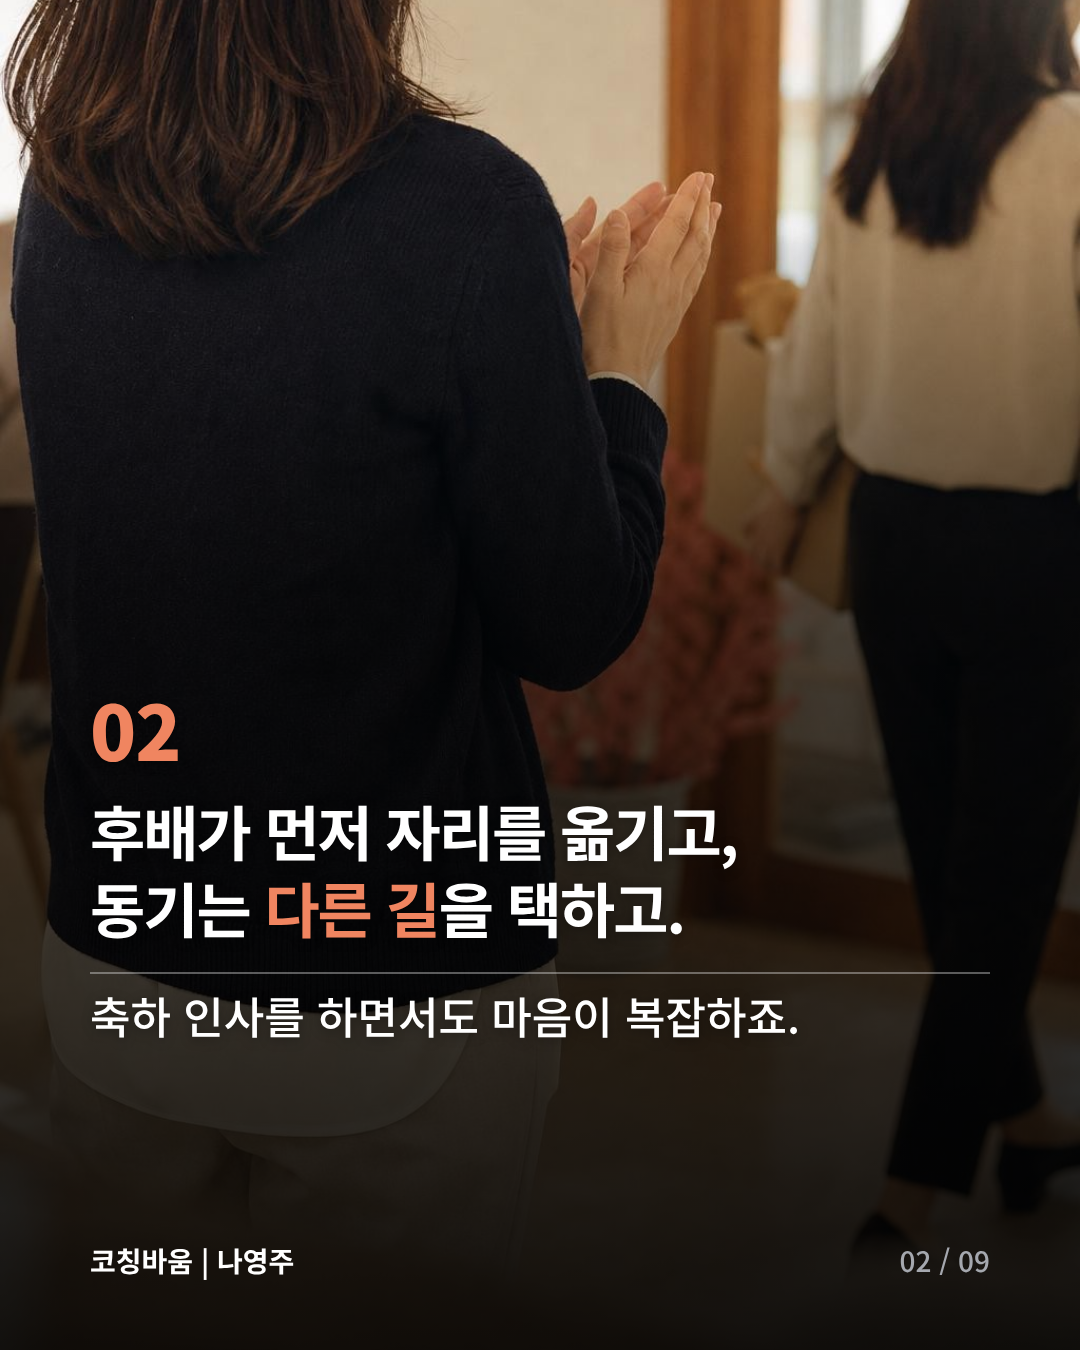 02
후배가 먼저 자리를 옮기고,
동기는 다른 길을 택하고.
축하 인사를 하면서도 마음이 복잡하죠.
코칭바움 | 나영주
02 / 09